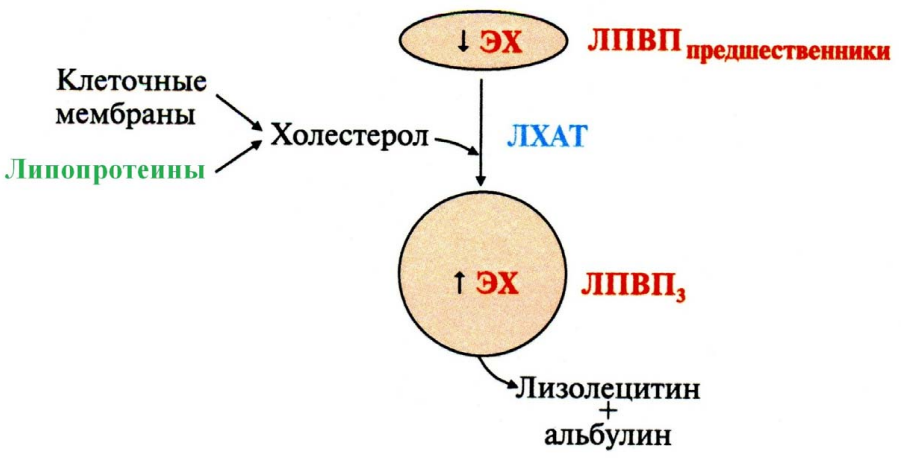 ↓ ЭХ
ЛПВП предшественники
Клеточные
мембраны
Холестерол
ЛХАТ
Липопротеины
↑ ЭХ
ЛПВП₃
Лизолецитин
+
альбулин